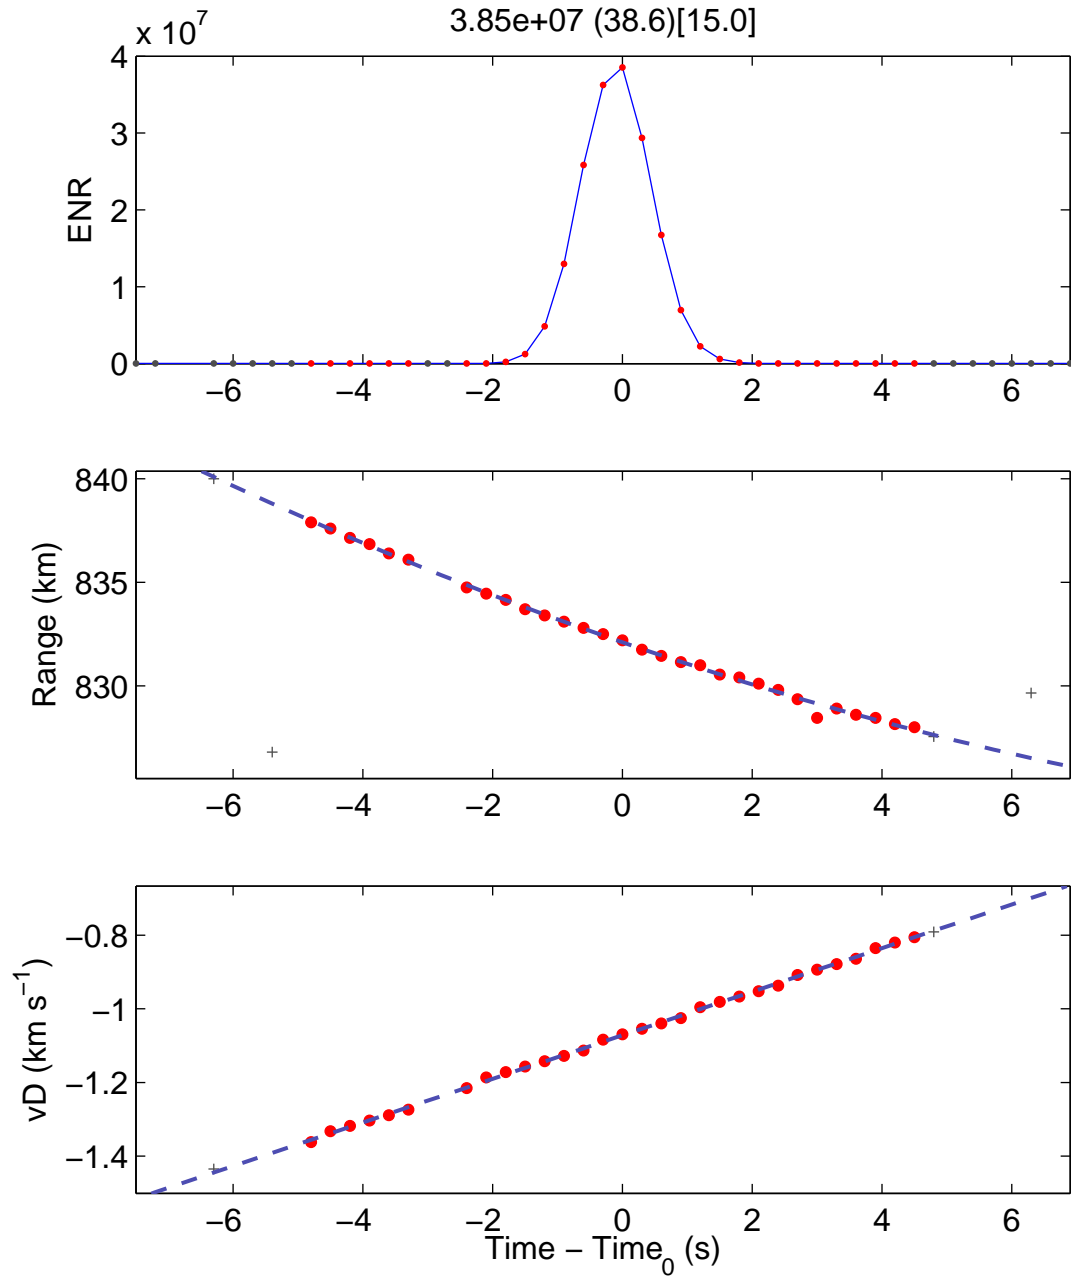 3.85e+07 (38.6)[15.0]
x 10^7
4
3
2
1
0
ENR
−6 −4 −2 0 2 4 6
840
835
830
Range (km)
−6 −4 −2 0 2 4 6
−0.8
−1
−1.2
−1.4
vD (km s^−1)
−6 −4 −2 0 2 4 6
Time − Time_0 (s)